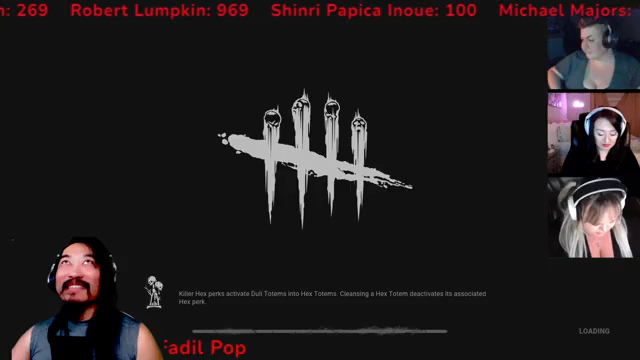 n: 269 Robert Lumpkin: 969 Shinri Papica Inoue: 100 Michael Majors:
Killer Hex perks activate Dull Totems into Hex Totems. Cleansing a Hex Totem deactivates its associated
Hex perk.
LOADING
Fadil Pop